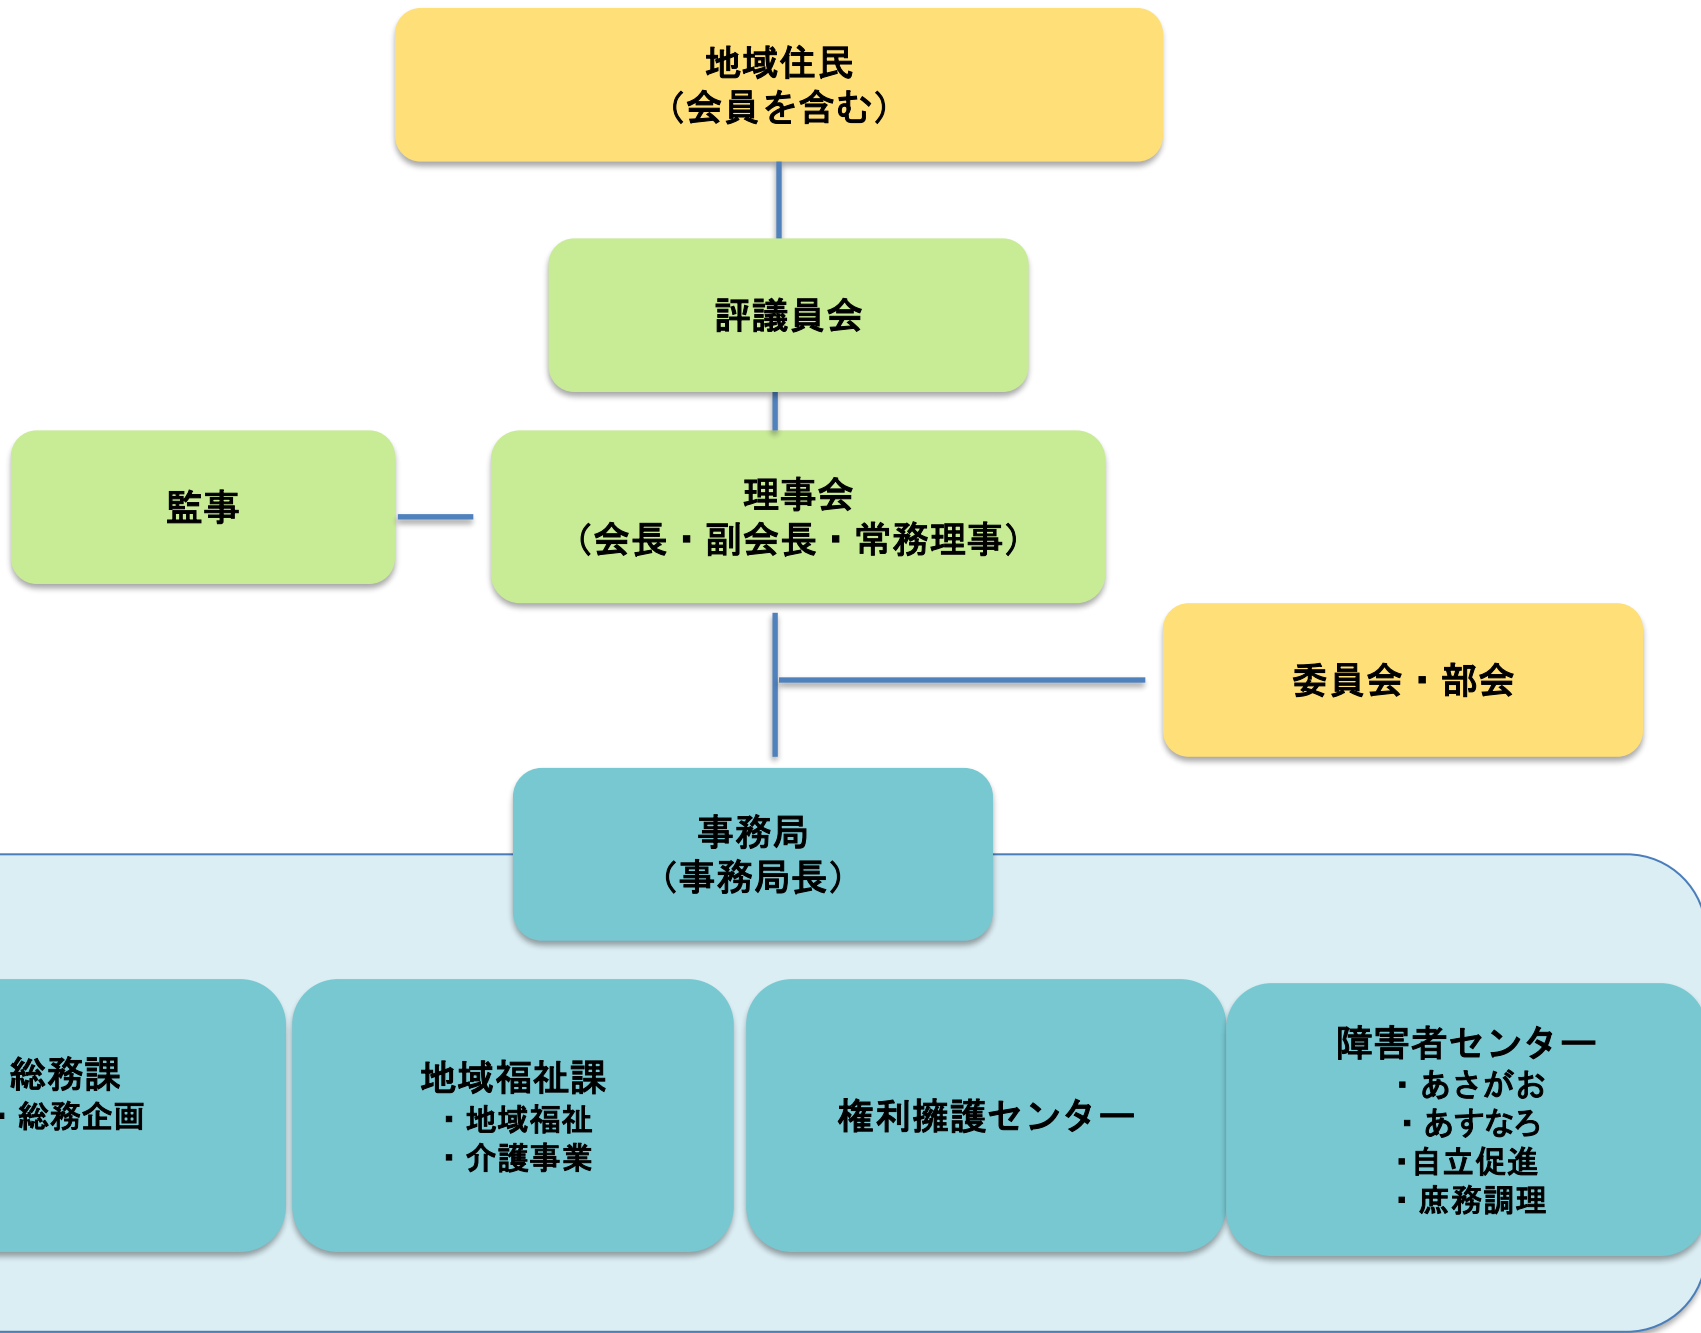 地域住民
（会員を含む）
評議員会
監事
理事会
（会長・副会長・常務理事）
委員会・部会
事務局
（事務局長）
総務課
・総務企画
地域福祉課
・地域福祉
・介護事業
権利擁護センター
障害者センター
・あさがお
・あすなろ
・自立促進
・庶務調理